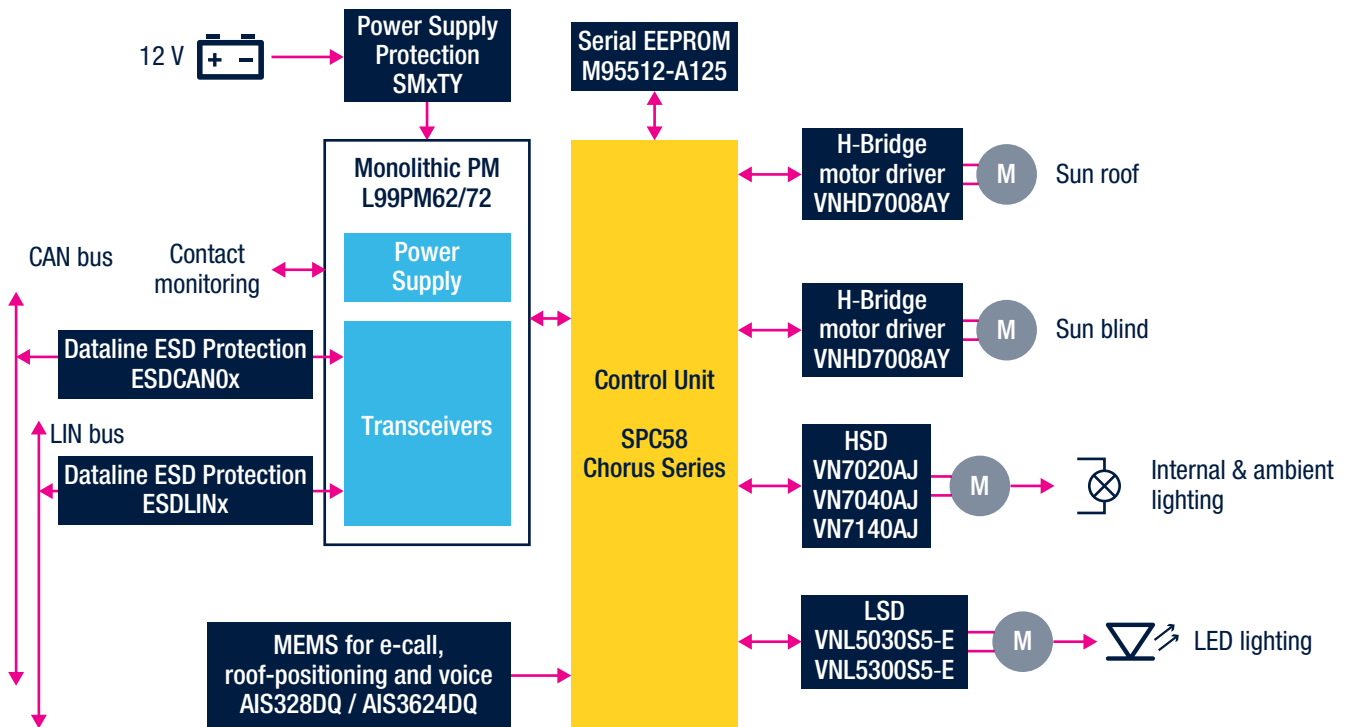 12 V
+ −
Power Supply
Protection
SMxTY
Serial EEPROM
M95512-A125
Monolithic PM
L99PM62/72
Power
Supply
Transceivers
CAN bus
Contact
monitoring
Dataline ESD Protection
ESDCAN0x
LIN bus
Dataline ESD Protection
ESDLINx
MEMS for e-call,
roof-positioning and voice
AIS328DQ / AIS3624DQ
Control Unit
SPC58
Chorus Series
H-Bridge
motor driver
VNHD7008AY
M
Sun roof
H-Bridge
motor driver
VNHD7008AY
M
Sun blind
HSD
VN7020AJ
VN7040AJ
VN7140AJ
M
Internal & ambient
lighting
LSD
VNL5030S5-E
VNL5300S5-E
M
LED lighting